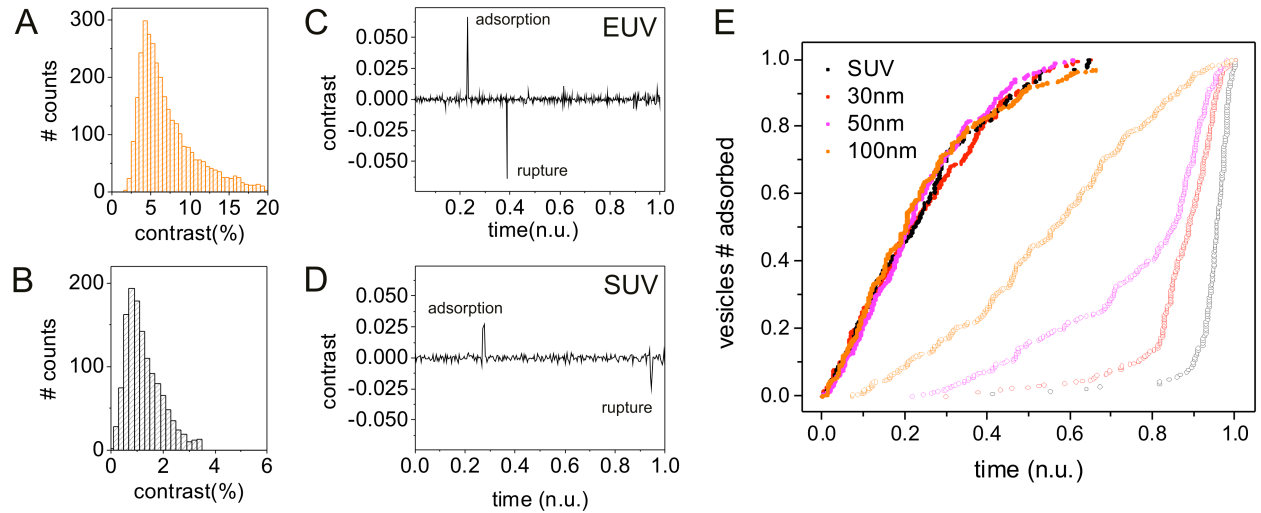 A
300
200
100
0
# counts
0
5
10
15
20
contrast(%)
B
200
100
0
# counts
0
2
4
6
contrast(%)
C
EUV
adsorption
rupture
0.050
0.025
0.000
-0.025
-0.050
contrast
0.2
0.4
0.6
0.8
1.0
time(n.u.)
D
SUV
adsorption
rupture
0.050
0.025
0.000
-0.025
-0.050
contrast
0.0
0.2
0.4
0.6
0.8
1.0
time (n.u.)
E
SUV
30nm
50nm
100nm
1.0
0.8
0.6
0.4
0.2
0.0
vesicles # adsorbed
0.0
0.2
0.4
0.6
0.8
1.0
time (n.u.)